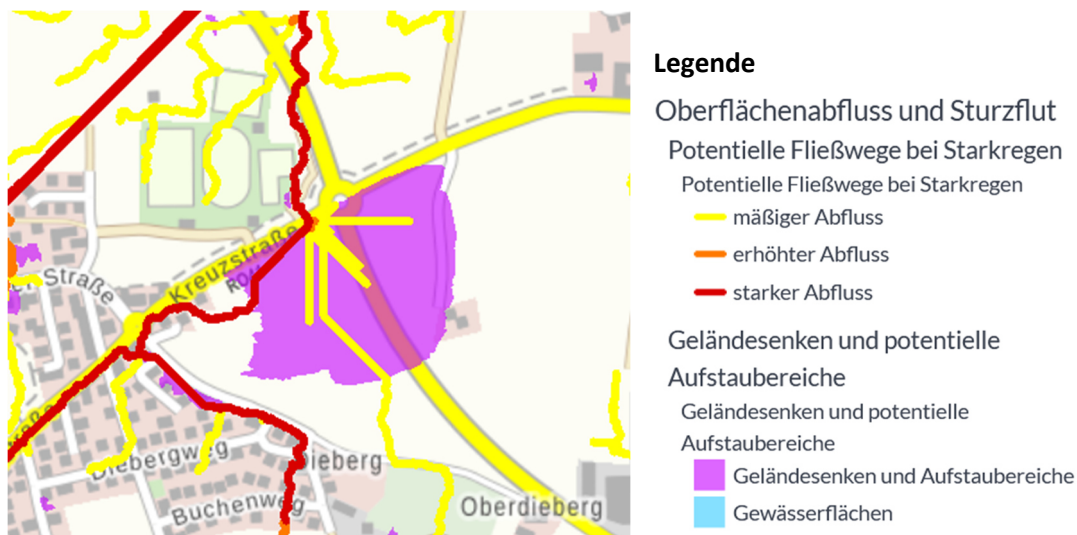 Kreuzstraße
Straße
Diebergweg
Dieberg
Buchenweg
Oberdieberg
Legende
Oberflächenabfluss und Sturzflut
Potentielle Fließwege bei Starkregen
Potentielle Fließwege bei Starkregen
mäßiger Abfluss
erhöhter Abfluss
starker Abfluss
Geländesenken und potentielle
Aufstaubereiche
Geländesenken und potentielle
Aufstaubereiche
Geländesenken und Aufstaubereiche
Gewässerflächen